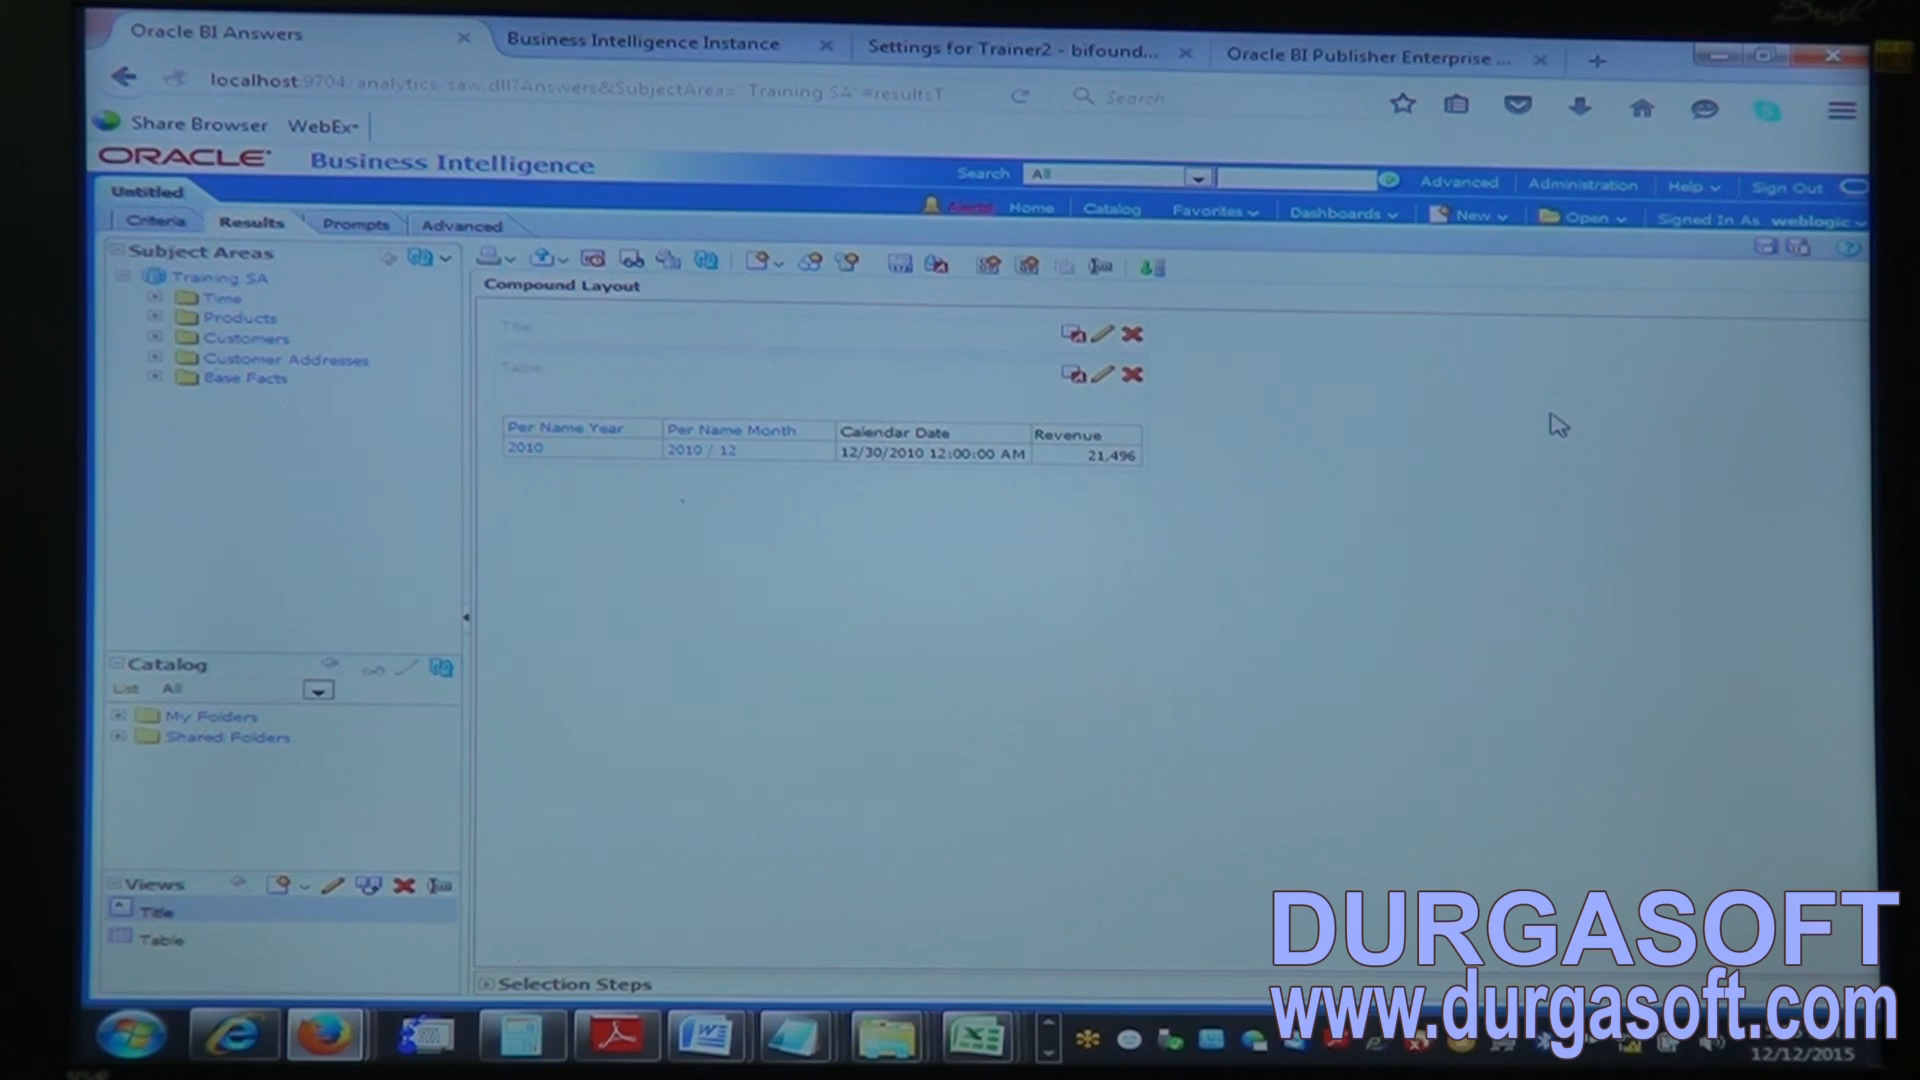 Oracle BI Answers
Business Intelligence Instance
Settings for Trainer2 - bifound...
Oracle BI Publisher Enterprise ...
localhost:9704/analytics/saw.dll?Answers&SubjectArea= Training SA #resultsT
Search
Share Browser WebEx
ORACLE Business Intelligence
Search All Advanced Administration Help Sign Out
Untitled
Alerts! Home Catalog Favorites Dashboards New Open Signed In As weblogic
Criteria Results Prompts Advanced
Subject Areas
Training SA
Time
Products
Customers
Customer Addresses
Base Facts
Compound Layout
Title
Table
Per Name Year Per Name Month Calendar Date Revenue
2010 2010 / 12 12/30/2010 12:00:00 AM 21,496
Catalog
List All
My Folders
Shared Folders
Views
Title
Table
Selection Steps
DURGASOFT
www.durgasoft.com
12/12/2015